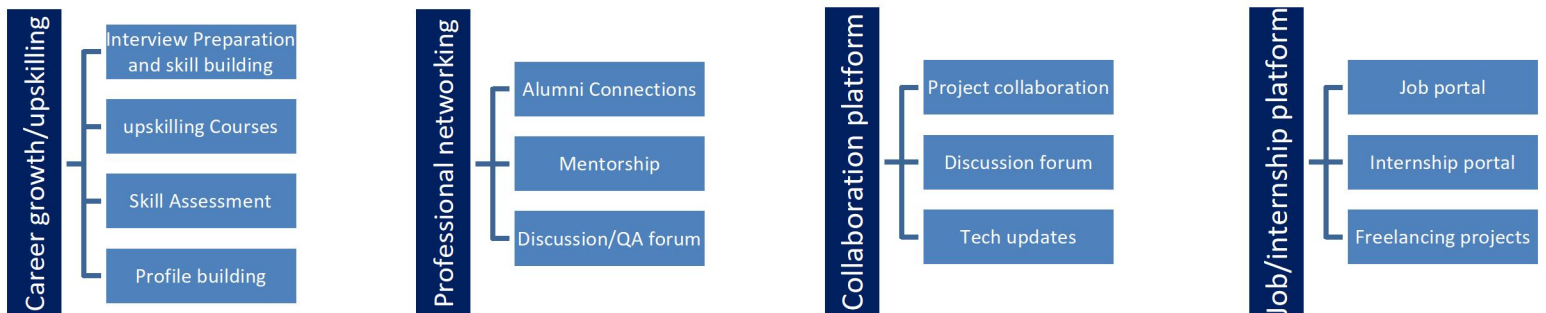 Career growth/upskilling
Interview Preparation
and skill building
upskilling Courses
Skill Assessment
Profile building
Professional networking
Alumni Connections
Mentorship
Discussion/QA forum
Collaboration platform
Project collaboration
Discussion forum
Tech updates
Job/internship platform
Job portal
Internship portal
Freelancing projects